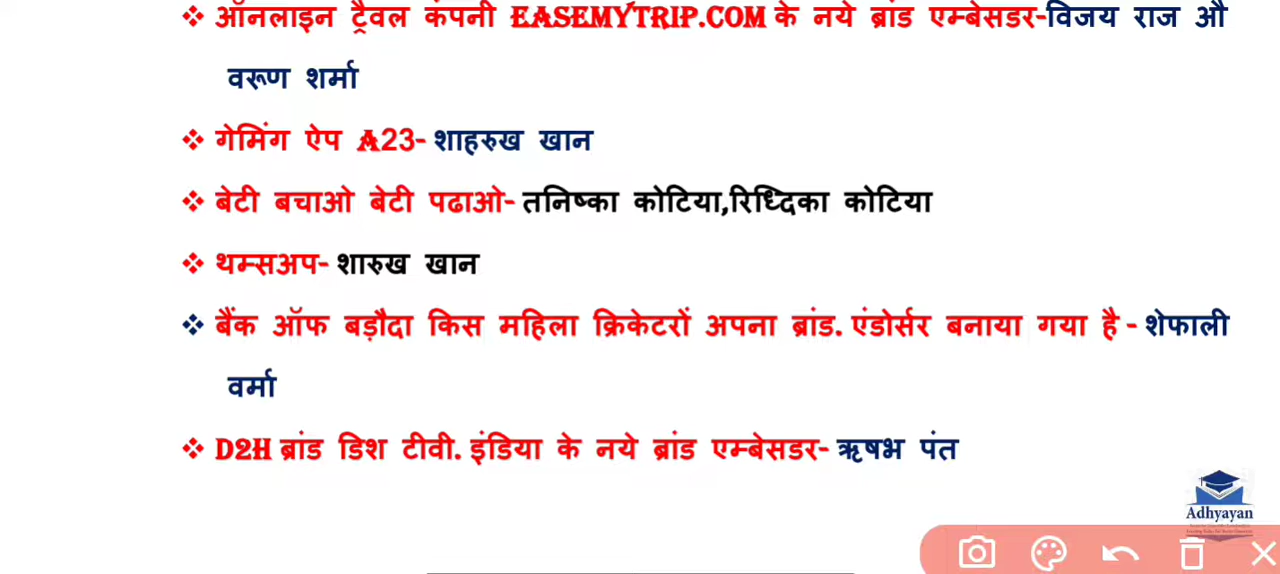 ❖ ऑनलाइन ट्रैवल कंपनी EASEMYTRIP.COM के नये ब्रांड एम्बेसडर-विजय राज औ
वरूण शर्मा
❖ गेमिंग ऐप A23- शाहरुख खान
❖ बेटी बचाओ बेटी पढाओ- तनिष्का कोटिया,रिध्दिका कोटिया
❖ थम्सअप- शारुख खान
❖ बैंक ऑफ बड़ौदा किस महिला क्रिकेटरों अपना ब्रांड. एंडोर्सर बनाया गया है - शेफाली
वर्मा
❖ D2H ब्रांड डिश टीवी. इंडिया के नये ब्रांड एम्बेसडर- ऋषभ पंत
Adhyayan